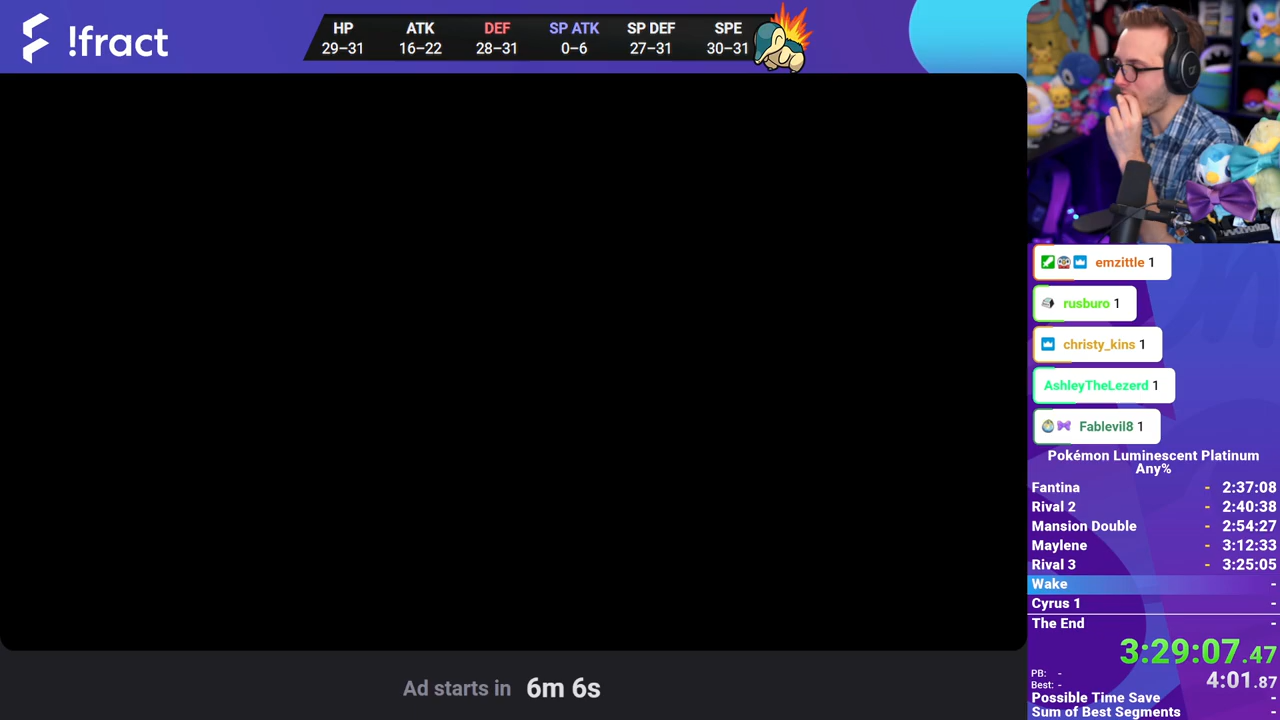 !fract
HP ATK DEF SP ATK SP DEF SPE
29–31 16–22 28–31 0–6 27–31 30–31
emzittle 1
rusburo 1
christy_kins 1
AshleyTheLezerd 1
Fablevil8 1
Pokémon Luminescent Platinum
Any%
Fantina - 2:37:08
Rival 2 - 2:40:38
Mansion Double - 2:54:27
Maylene - 3:12:33
Rival 3 - 3:25:05
Wake -
Cyrus 1 -
The End -
3:29:07.47
PB: -
Best: - 4:01.87
Possible Time Save -
Sum of Best Segments -
Ad starts in 6m 6s